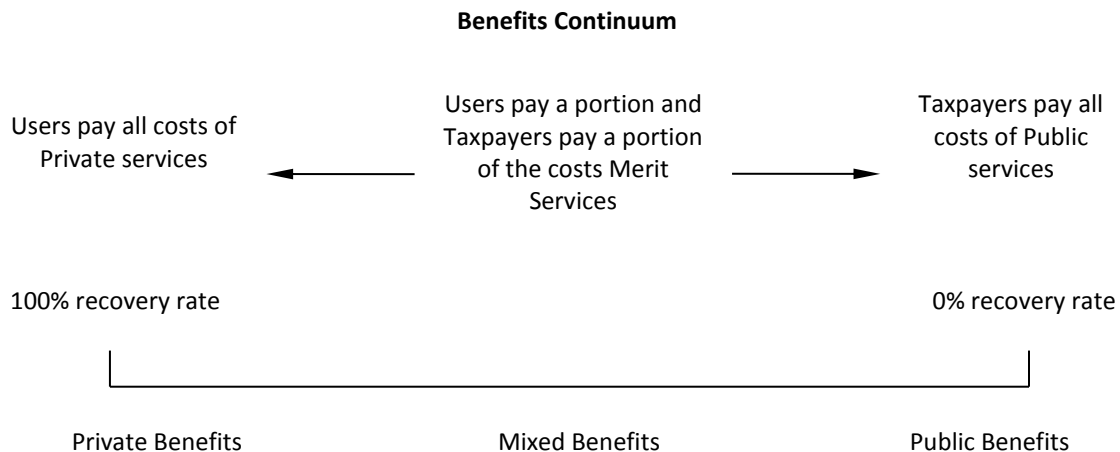 Benefits Continuum
Users pay all costs of
Private services
Users pay a portion and
Taxpayers pay a portion
of the costs Merit
Services
Taxpayers pay all
costs of Public
services
100% recovery rate
0% recovery rate
Private Benefits
Mixed Benefits
Public Benefits